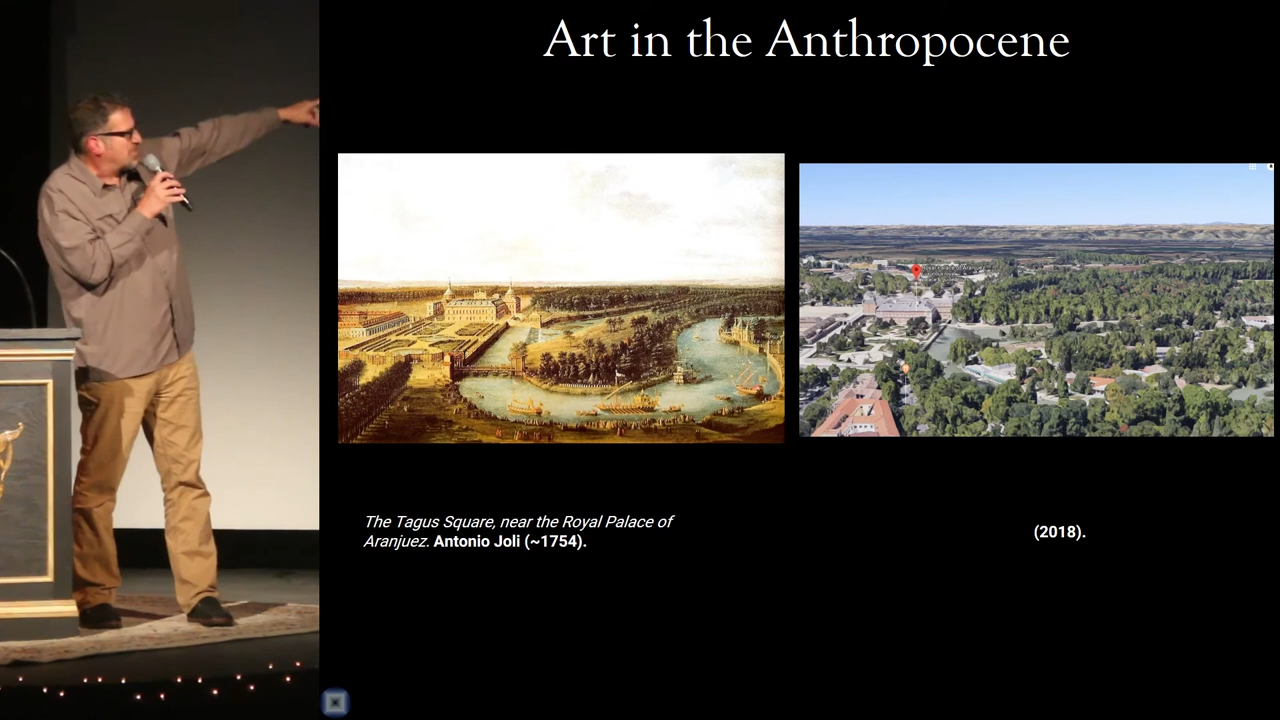 Art in the Anthropocene
The Tagus Square, near the Royal Palace of
Aranjuez. Antonio Joli (~1754).
(2018).